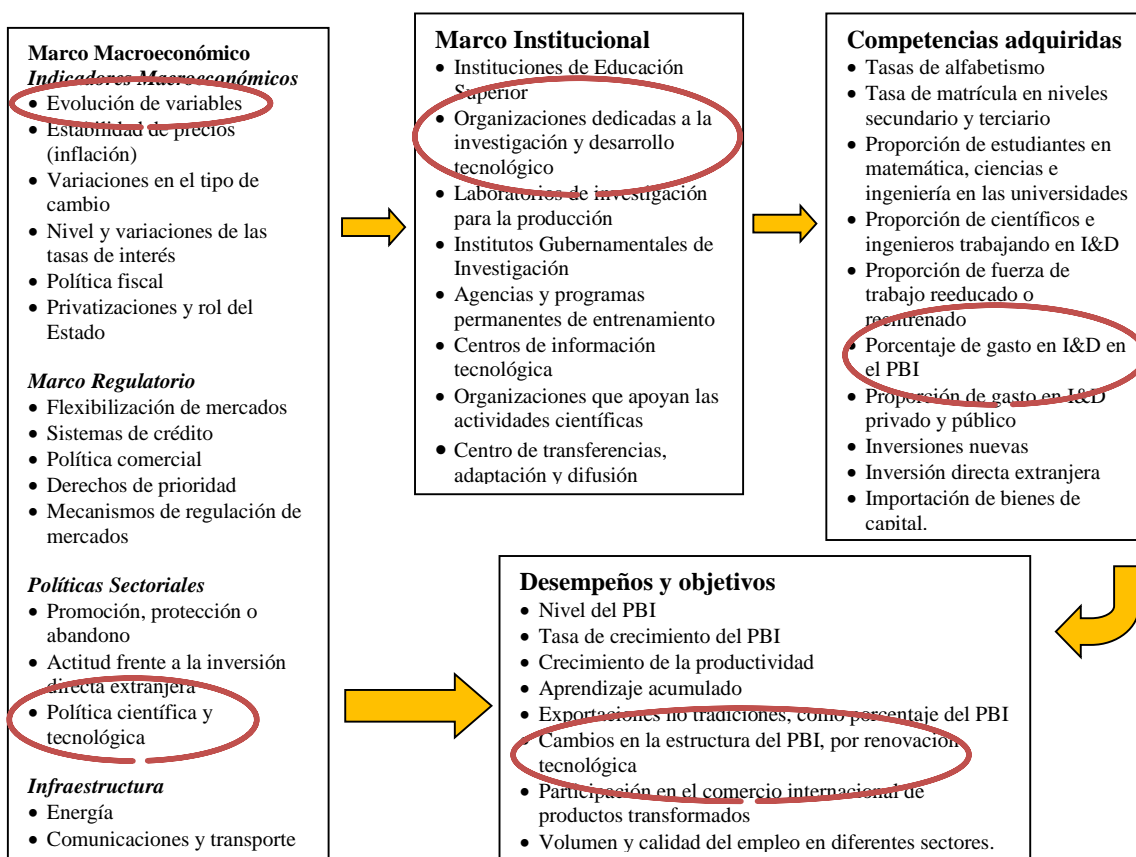 Marco Macroeconómico
Indicadores Macroeconómicos
• Evolución de variables
• Estabilidad de precios
(inflación)
• Variaciones en el tipo de
cambio
• Nivel y variaciones de las
tasas de interés
• Política fiscal
• Privatizaciones y rol del
Estado
Marco Regulatorio
• Flexibilización de mercados
• Sistemas de crédito
• Política comercial
• Derechos de prioridad
• Mecanismos de regulación de
mercados
Políticas Sectoriales
• Promoción, protección o
abandono
• Actitud frente a la inversión
directa extranjera
• Política científica y
tecnológica
Infraestructura
• Energía
• Comunicaciones y transporte
Marco Institucional
• Instituciones de Educación
Superior
• Organizaciones dedicadas a la
investigación y desarrollo
tecnológico
• Laboratorios de investigación
para la producción
• Institutos Gubernamentales de
Investigación
• Agencias y programas
permanentes de entrenamiento
• Centros de información
tecnológica
• Organizaciones que apoyan las
actividades científicas
• Centro de transferencias,
adaptación y difusión
Competencias adquiridas
• Tasas de alfabetismo
• Tasa de matrícula en niveles
secundario y terciario
• Proporción de estudiantes en
matemática, ciencias e
ingeniería en las universidades
• Proporción de científicos e
ingenieros trabajando en I&D
• Proporción de fuerza de
trabajo reeducado o
reentrenado
• Porcentaje de gasto en I&D en
el PBI
• Proporción de gasto en I&D
privado y público
• Inversiones nuevas
• Inversión directa extranjera
• Importación de bienes de
capital.
Desempeños y objetivos
• Nivel del PBI
• Tasa de crecimiento del PBI
• Crecimiento de la productividad
• Aprendizaje acumulado
• Exportaciones no tradiciones, como porcentaje del PBI
• Cambios en la estructura del PBI, por renovación
tecnológica
• Participación en el comercio internacional de
productos transformados
• Volumen y calidad del empleo en diferentes sectores.